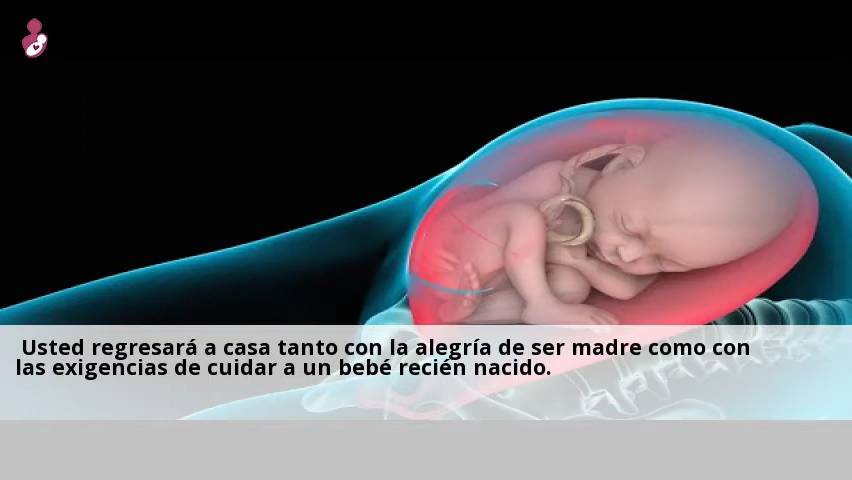 Usted regresará a casa tanto con la alegría de ser madre como con
las exigencias de cuidar a un bebé recién nacido.